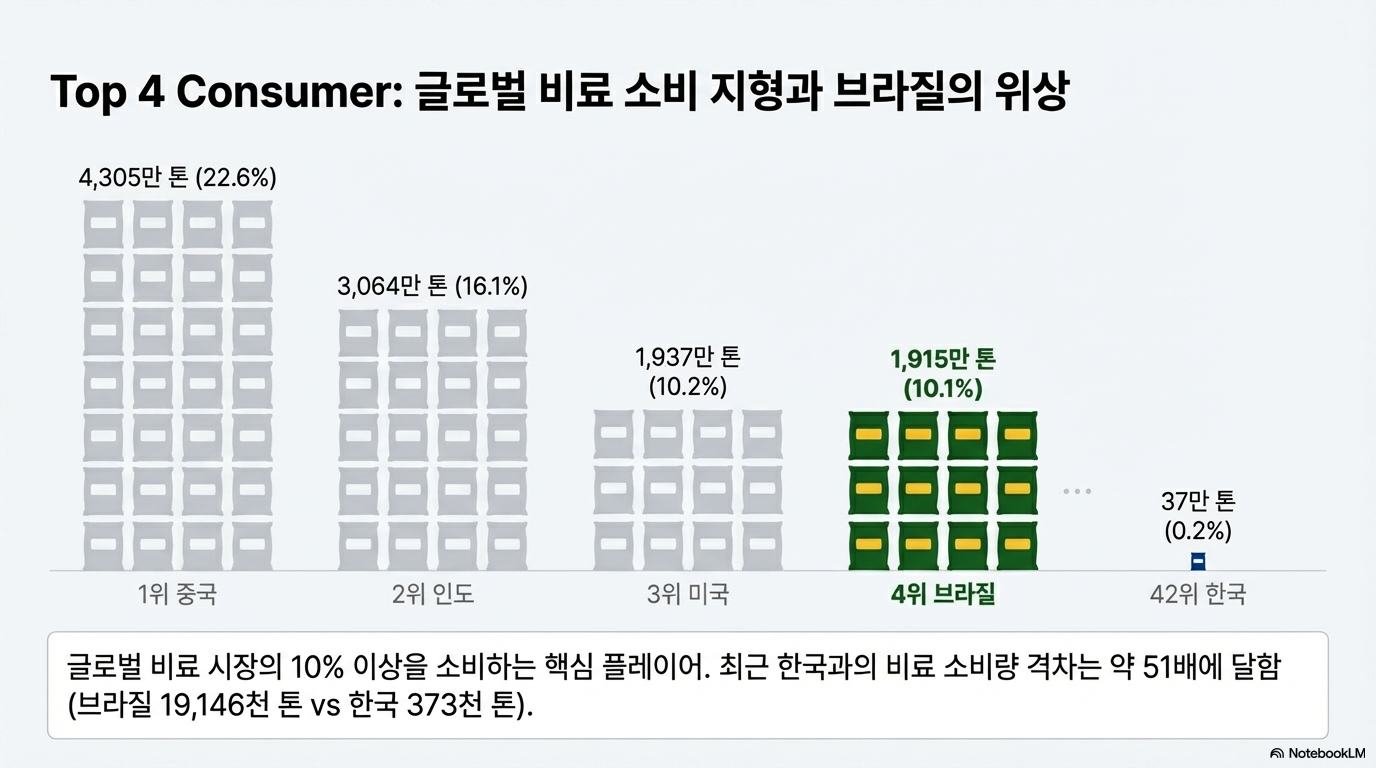 Top 4 Consumer: 글로벌 비료 소비 지형과 브라질의 위상
4,305만 톤 (22.6%)
3,064만 톤 (16.1%)
1,937만 톤
(10.2%)
1,915만 톤
(10.1%)
...
37만 톤
(0.2%)
1위 중국
2위 인도
3위 미국
4위 브라질
42위 한국
글로벌 비료 시장의 10% 이상을 소비하는 핵심 플레이어. 최근 한국과의 비료 소비량 격차는 약 51배에 달함
(브라질 19,146천 톤 vs 한국 373천 톤).
NotebookLM